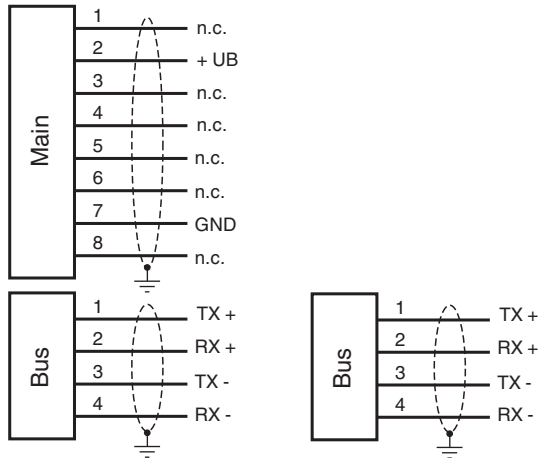 Main
1 n.c.
2 + UB
3 n.c.
4 n.c.
5 n.c.
6 n.c.
7 GND
8 n.c.
Bus
1 TX +
2 RX +
3 TX -
4 RX -
Bus
1 TX +
2 RX +
3 TX -
4 RX -